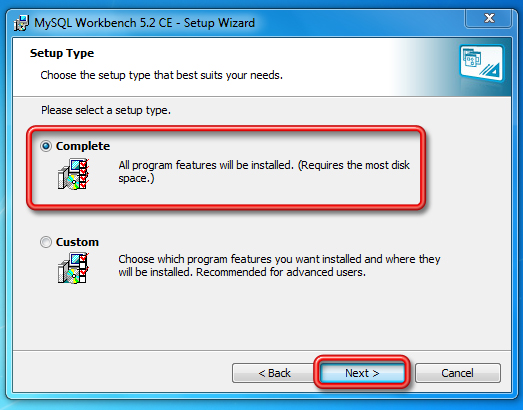 MySQL Workbench 5.2 CE - Setup Wizard
Setup Type
Choose the setup type that best suits your needs.
Please select a setup type.
Complete
All program features will be installed. (Requires the most disk
space.)
Custom
Choose which program features you want installed and where they
will be installed. Recommended for advanced users.
< Back
Next >
Cancel